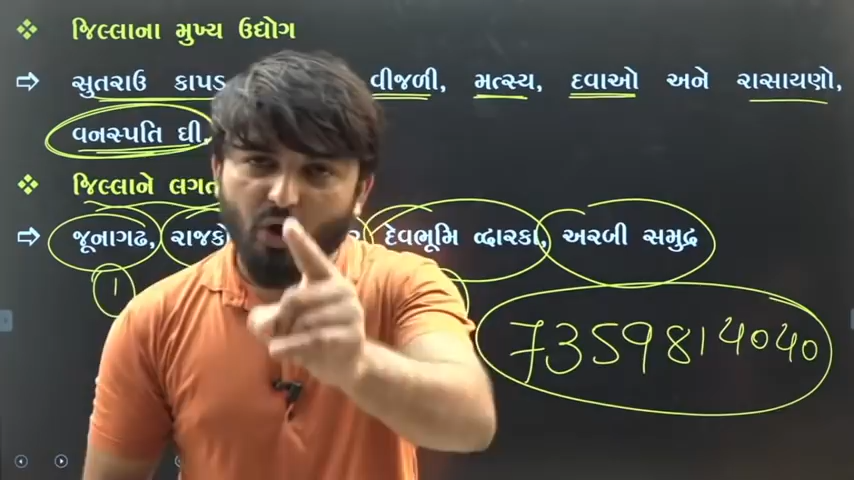 ❖ જિલ્લાના મુખ્ય ઉદ્યોગ
⇨ સુતરાઉ કાપડ વીજળી, મત્સ્ય, દવાઓ અને રાસાયણો,
વનસ્પતિ ઘી,
❖ જિલ્લાને લગત
⇨ જૂનાગઢ, રાજકો દેવભૂમિ દ્વારકા, અરબી સમુદ્ર
1
7359814040